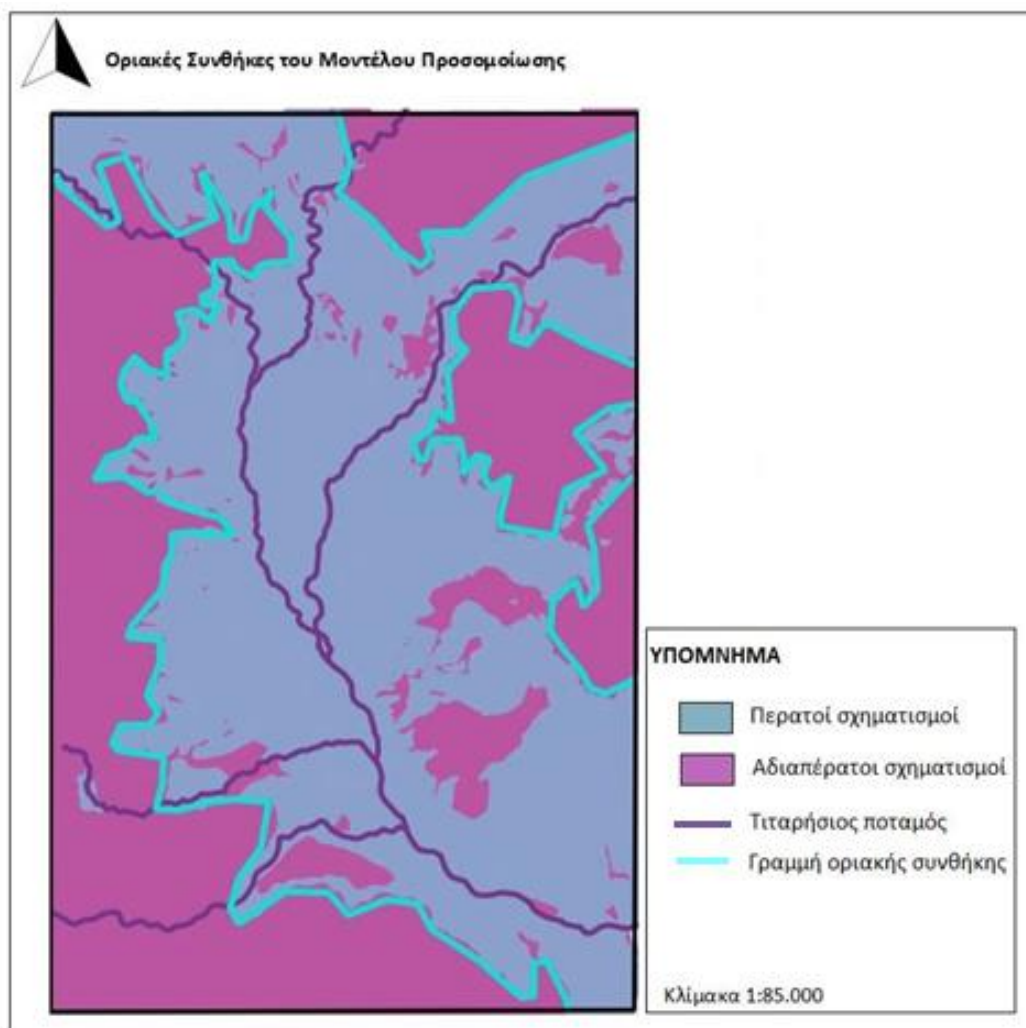 Οριακές Συνθήκες του Μοντέλου Προσομοίωσης
ΥΠΟΜΝΗΜΑ
Περατοί σχηματισμοί
Αδιαπέρατοι σχηματισμοί
Τιταρήσιος ποταμός
Γραμμή οριακής συνθήκης
Κλίμακα 1:85.000